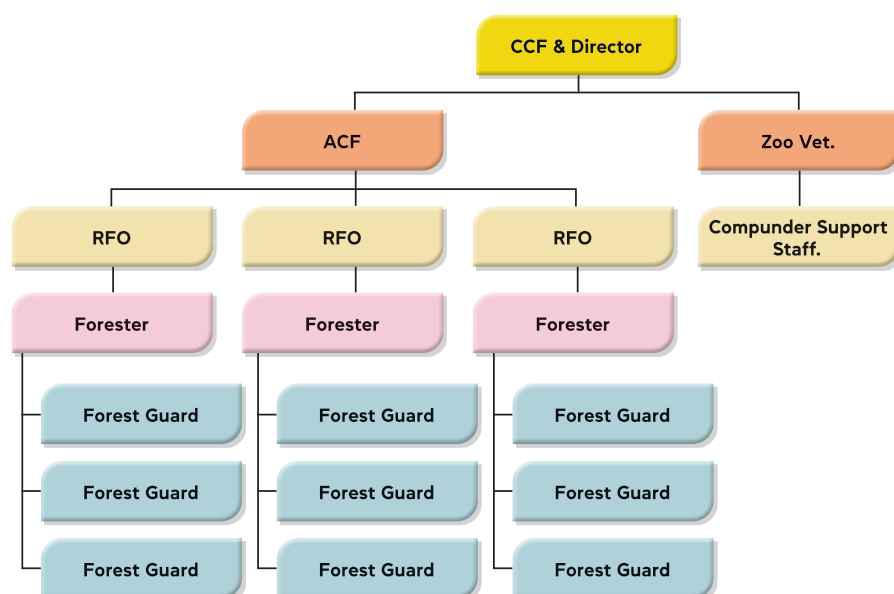 CCF & Director
ACF
Zoo Vet.
RFO
RFO
RFO
Compunder Support
Staff.
Forester
Forester
Forester
Forest Guard
Forest Guard
Forest Guard
Forest Guard
Forest Guard
Forest Guard
Forest Guard
Forest Guard
Forest Guard